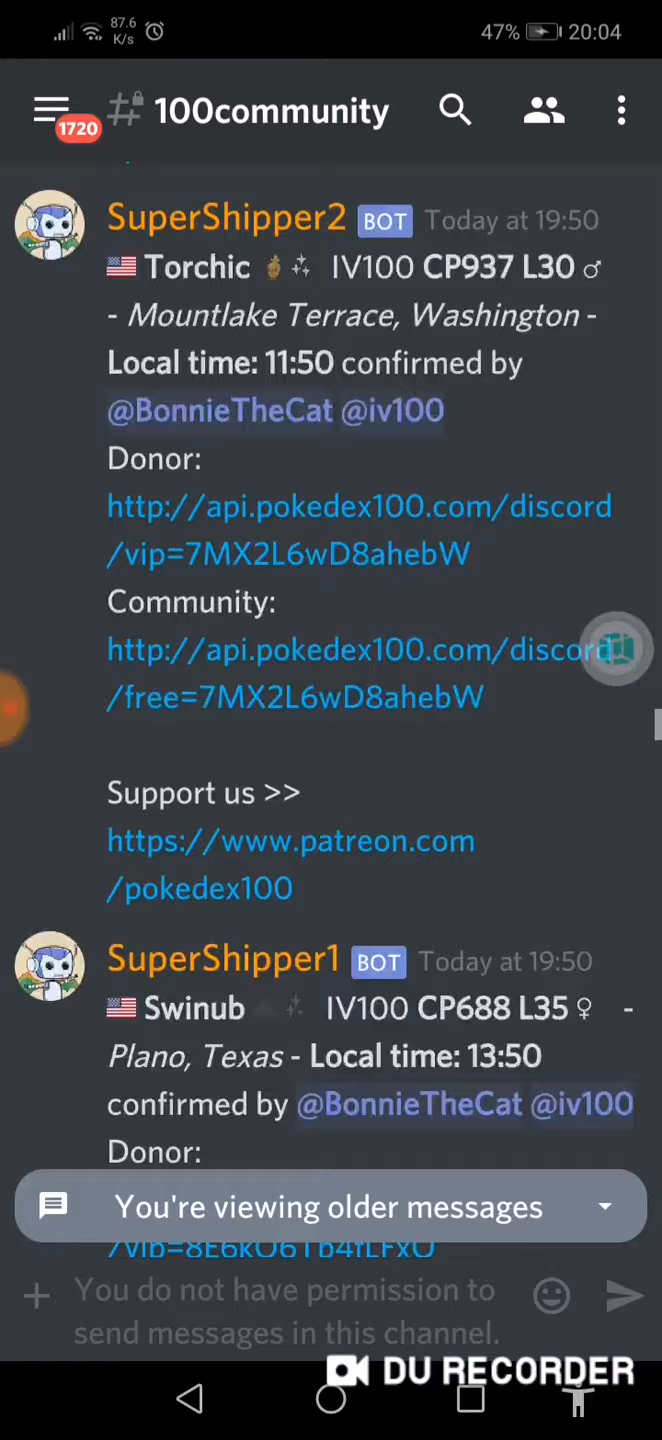 87.6
K/s
47%
20:04
1720
100community
SuperShipper2 BOT Today at 19:50
Torchic IV100 CP937 L30 ♂
- Mountlake Terrace, Washington -
Local time: 11:50 confirmed by
@BonnieTheCat @iv100
Donor:
http://api.pokedex100.com/discord
/vip=7MX2L6wD8ahebW
Community:
http://api.pokedex100.com/discord
/free=7MX2L6wD8ahebW
Support us >>
https://www.patreon.com
/pokedex100
SuperShipper1 BOT Today at 19:50
Swinub IV100 CP688 L35 ♀ -
Plano, Texas - Local time: 13:50
confirmed by @BonnieTheCat @iv100
Donor:
You're viewing older messages
You do not have permission to
send messages in this channel.
DU RECORDER